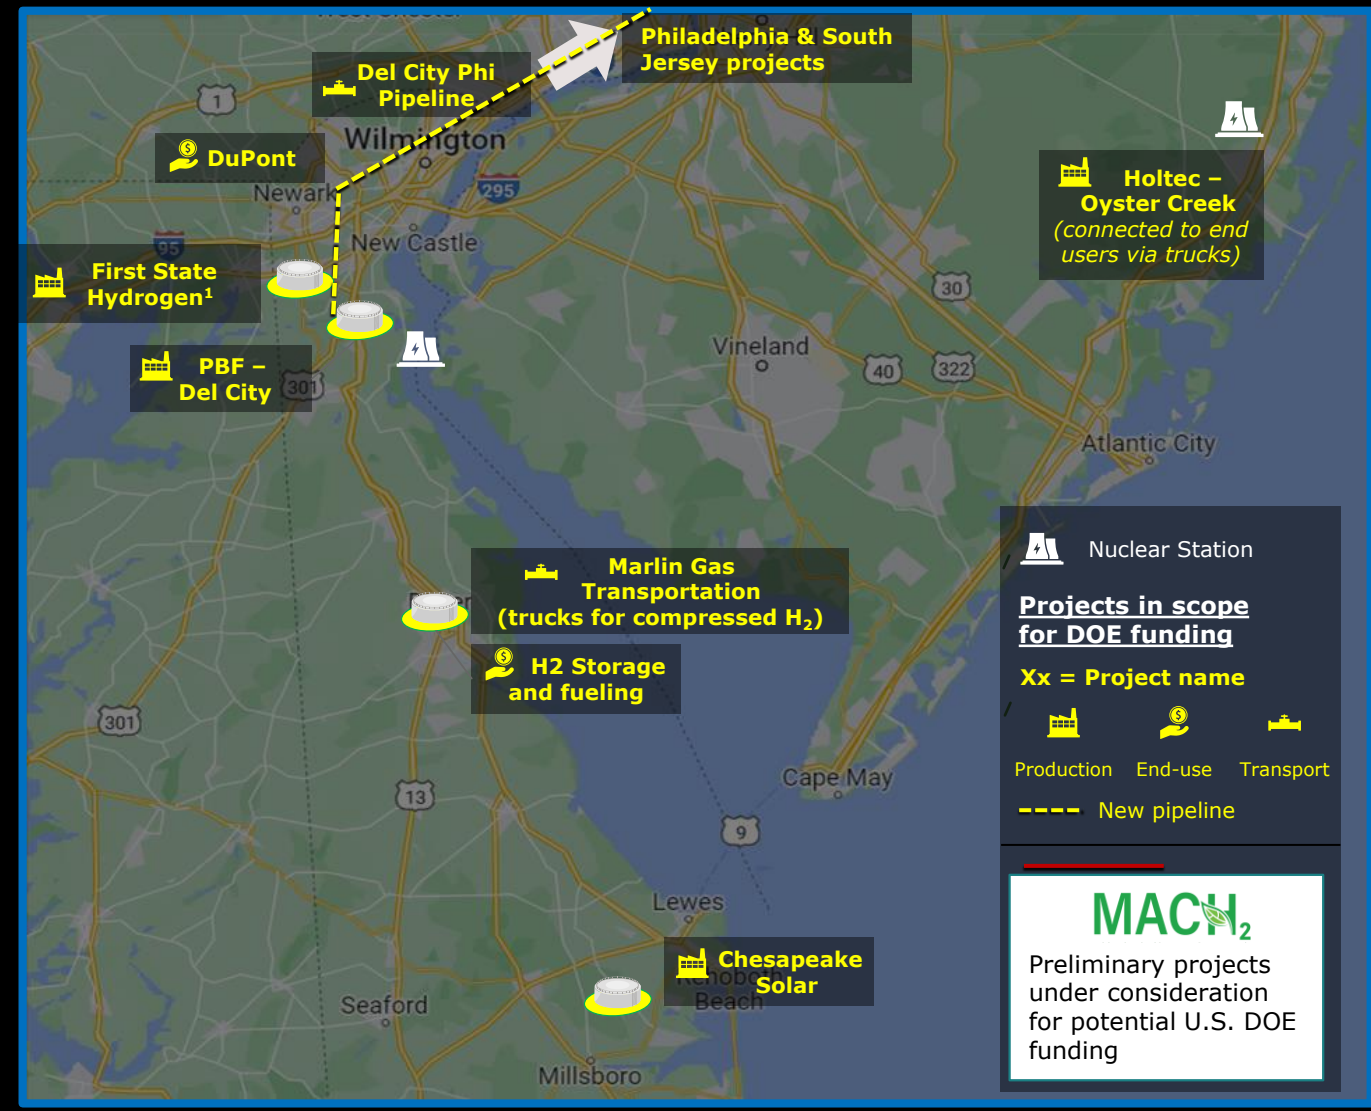 West Chester
Philadelphia & South
Jersey projects
Del City Phi
Pipeline
1
Wilmington
DuPont
Newark
295
Holtec –
Oyster Creek
(connected to end
users via trucks)
95
New Castle
First State
Hydrogen¹
30
Vineland
PBF –
Del City
301
40
322
Atlantic City
Marlin Gas
Transportation
(trucks for compressed H₂)
H2 Storage
and fueling
301
13
Cape May
9
Lewes
Chesapeake
Solar
Rehoboth
Beach
Seaford
Millsboro
Nuclear Station
Projects in scope
for DOE funding
Xx = Project name
Production End-use Transport
New pipeline
MACH₂
Preliminary projects
under consideration
for potential U.S. DOE
funding